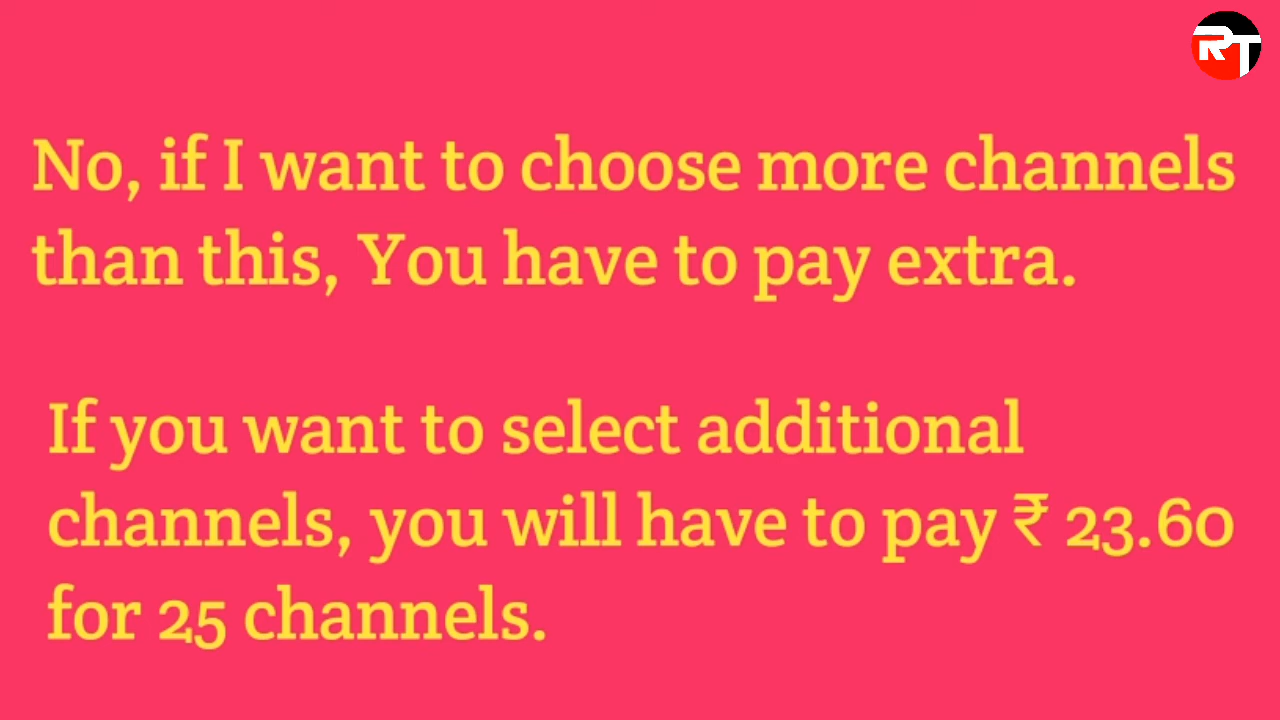 RT
No, if I want to choose more channels
than this, You have to pay extra.
If you want to select additional
channels, you will have to pay ₹ 23.60
for 25 channels.